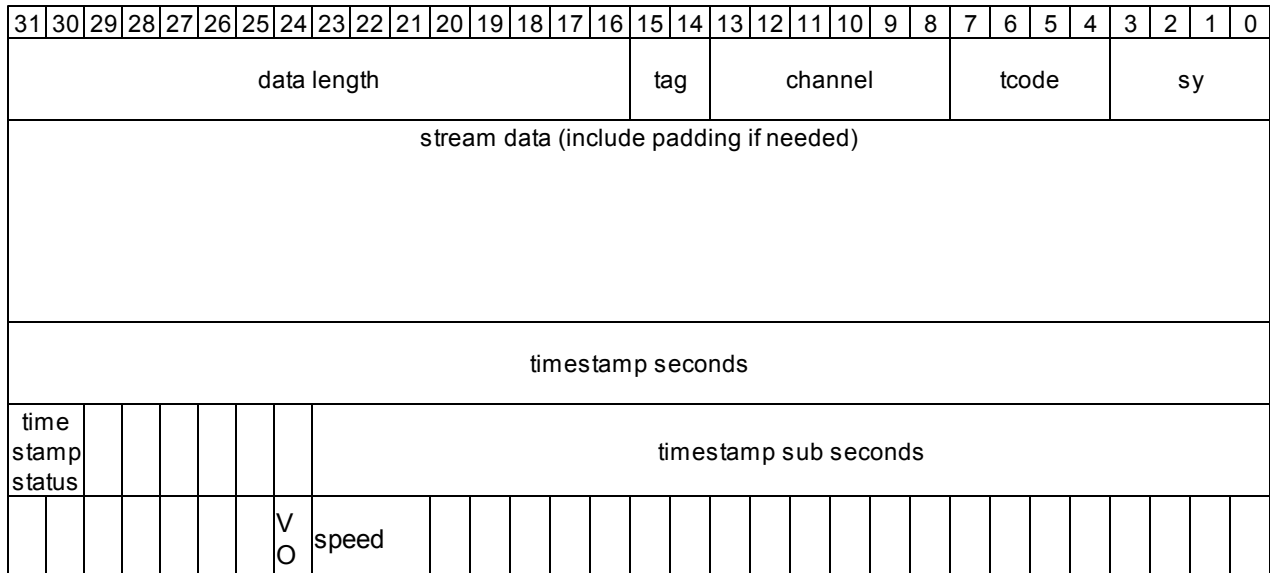 31 30 29 28 27 26 25 24 23 22 21 20 19 18 17 16 15 14 13 12 11 10 9 8 7 6 5 4 3 2 1 0
data length tag channel tcode sy
stream data (include padding if needed)
timestamp seconds
time
stamp
status
timestamp sub seconds
V
O
speed